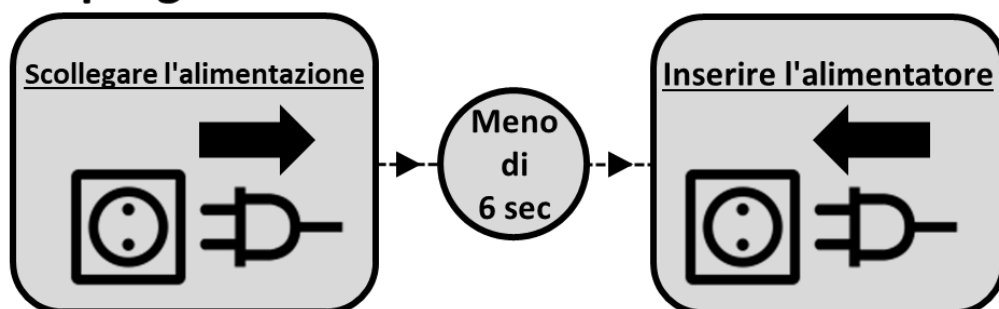 Scollegare l'alimentazione
Inserire l'alimentatore
Meno
di
6 sec